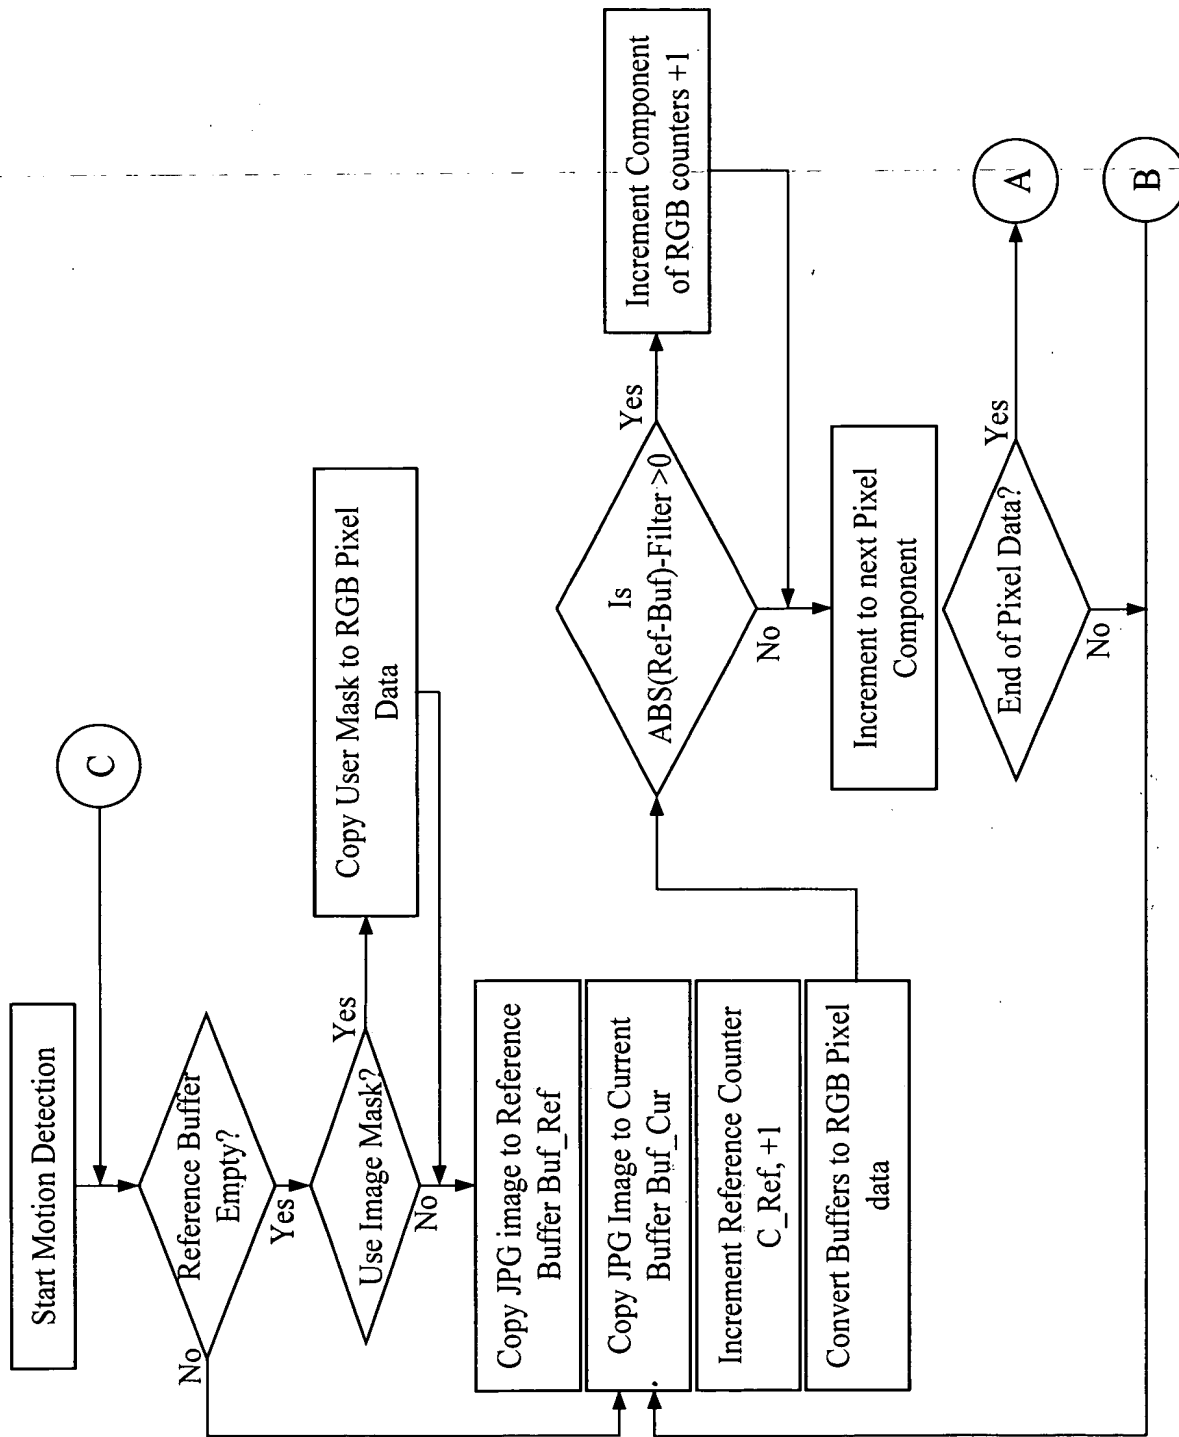 Start Motion Detection
C
Reference Buffer
Empty?
No
Yes
Use Image Mask?
Yes
No
Copy User Mask to RGB Pixel
Data
Copy JPG image to Reference
Buffer Buf_Ref
Copy JPG Image to Current
Buffer Buf_Cur
Increment Reference Counter
C_Ref, +1
Convert Buffers to RGB Pixel
data
Is
ABS(Ref-Buf)-Filter >0
Yes
No
Increment Component
of RGB counters +1
Increment to next Pixel
Component
End of Pixel Data?
Yes
No
A
B